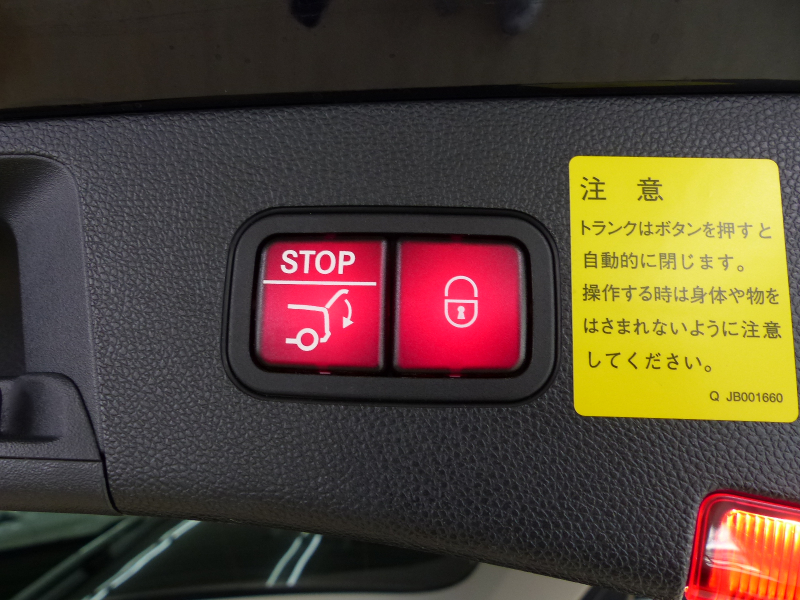 STOP
注 意
トランクはボタンを押すと
自動的に閉じます。
操作する時は身体や物を
はさまれないように注意
してください。
Q JB001660